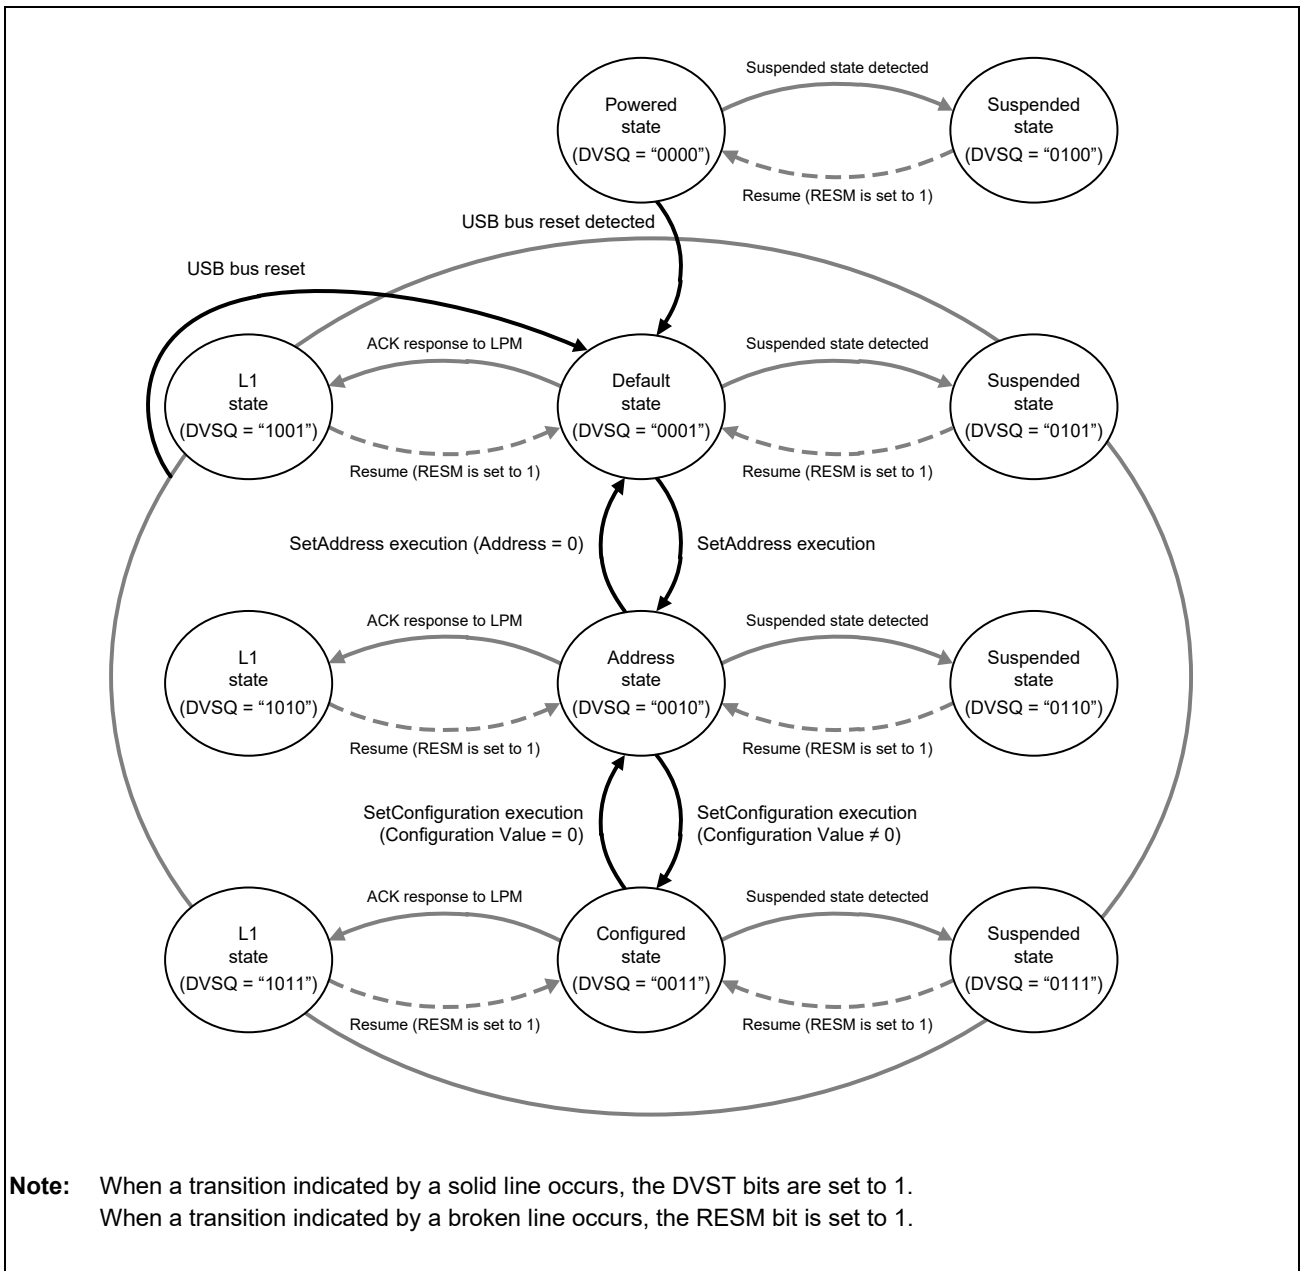 Suspended state detected
Powered
state
(DVSQ = “0000”)
Suspended
state
(DVSQ = “0100”)
Resume (RESM is set to 1)
USB bus reset detected
USB bus reset
ACK response to LPM
Suspended state detected
L1
state
(DVSQ = “1001”)
Default
state
(DVSQ = “0001”)
Suspended
state
(DVSQ = “0101”)
Resume (RESM is set to 1)
Resume (RESM is set to 1)
SetAddress execution (Address = 0)
SetAddress execution
ACK response to LPM
Suspended state detected
L1
state
(DVSQ = “1010”)
Address
state
(DVSQ = “0010”)
Suspended
state
(DVSQ = “0110”)
Resume (RESM is set to 1)
Resume (RESM is set to 1)
SetConfiguration execution
(Configuration Value = 0)
SetConfiguration execution
(Configuration Value ≠ 0)
ACK response to LPM
Suspended state detected
L1
state
(DVSQ = “1011”)
Configured
state
(DVSQ = “0011”)
Suspended
state
(DVSQ = “0111”)
Resume (RESM is set to 1)
Resume (RESM is set to 1)
Note: When a transition indicated by a solid line occurs, the DVST bits are set to 1.
When a transition indicated by a broken line occurs, the RESM bit is set to 1.